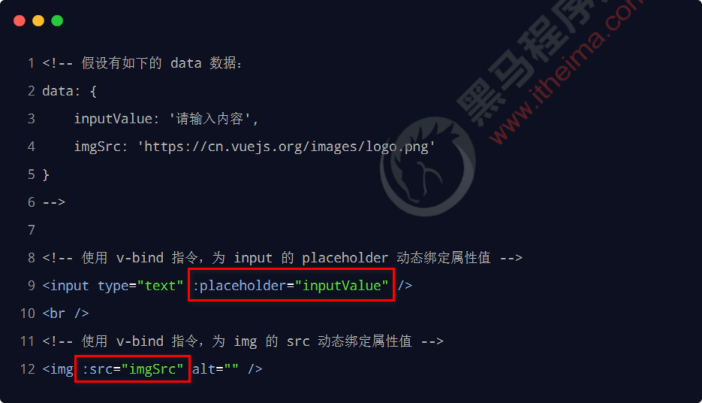 1 <!-- 假设有如下的 data 数据：
2 data: {
3     inputValue: '请输入内容',
4     imgSrc: 'https://cn.vuejs.org/images/logo.png'
5 }
6 -->
7
8 <!-- 使用 v-bind 指令，为 input 的 placeholder 动态绑定属性值 -->
9 <input type="text" :placeholder="inputValue" />
10 <br />
11 <!-- 使用 v-bind 指令，为 img 的 src 动态绑定属性值 -->
12 <img :src="imgSrc" alt="" />
黑马程序
www.itheima.com